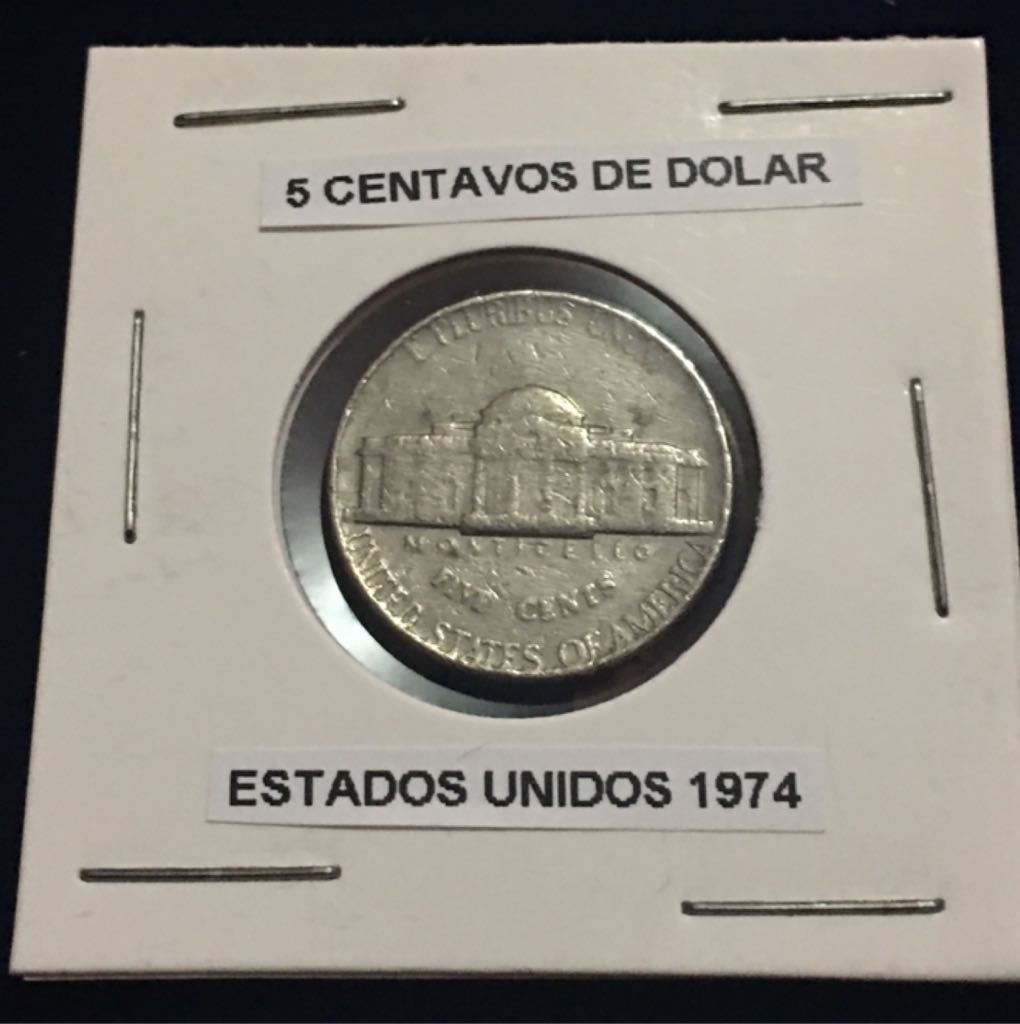 5 CENTAVOS DE DOLAR
E PLURIBUS UNUM
MONTICELLO
FIVE CENTS
UNITED STATES OF AMERICA
ESTADOS UNIDOS 1974